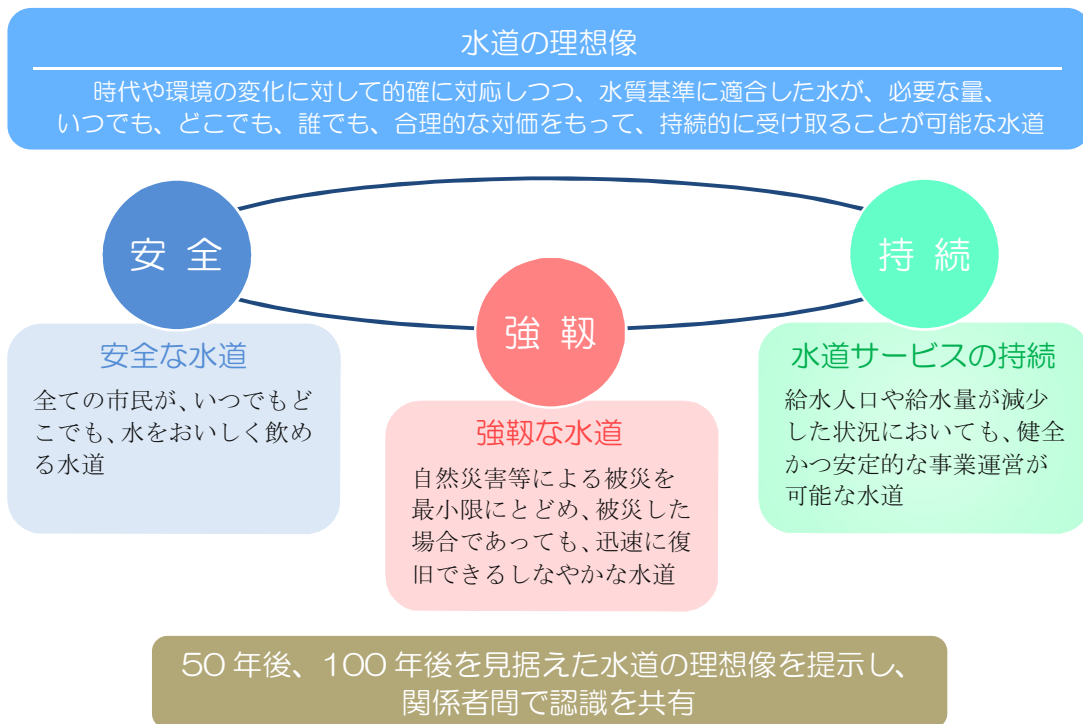 水道の理想像
時代や環境の変化に対して的確に対応しつつ、水質基準に適合した水が、必要な量、
いつでも、どこでも、誰でも、合理的な対価をもって、持続的に受け取ることが可能な水道
安 全
持 続
強 靱
安全な水道
全ての市民が、いつでもど
こでも、水をおいしく飲め
る水道
強靱な水道
自然災害等による被災を
最小限にとどめ、被災した
場合であっても、迅速に復
旧できるしなやかな水道
水道サービスの持続
給水人口や給水量が減少
した状況においても、健全
かつ安定的な事業運営が
可能な水道
50 年後、100 年後を見据えた水道の理想像を提示し、
関係者間で認識を共有